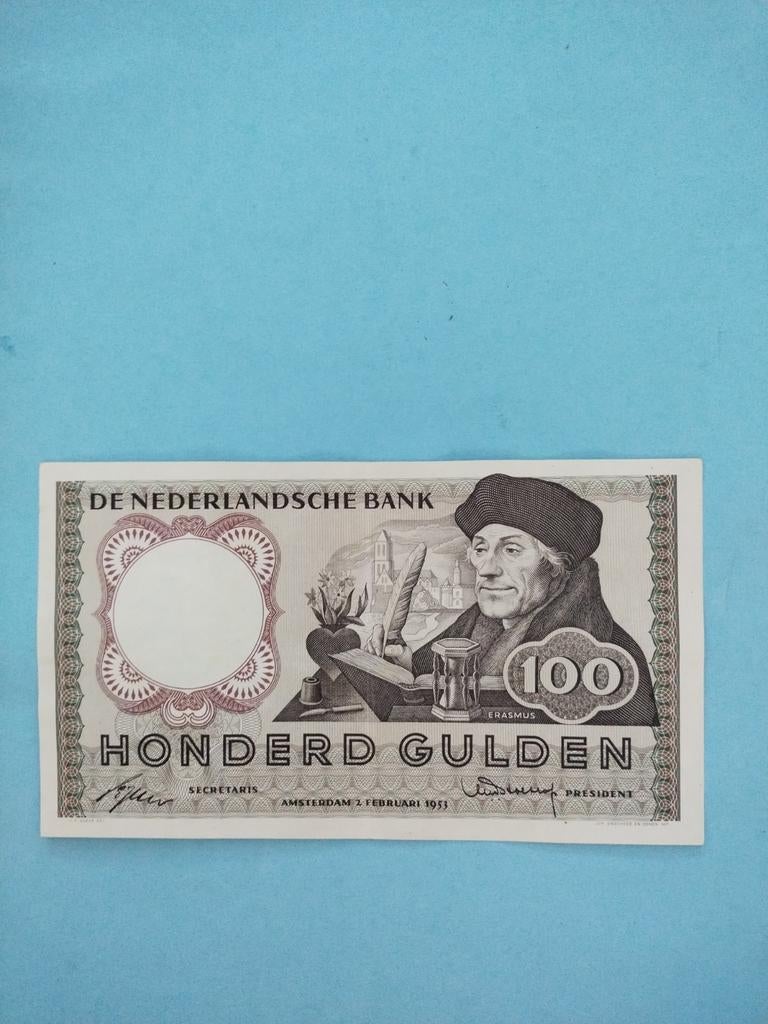 DE NEDERLANDSCHE BANK
100
ERASMUS
HONDERD GULDEN
SECRETARIS
PRESIDENT
AMSTERDAM 2 FEBRUARI 1953